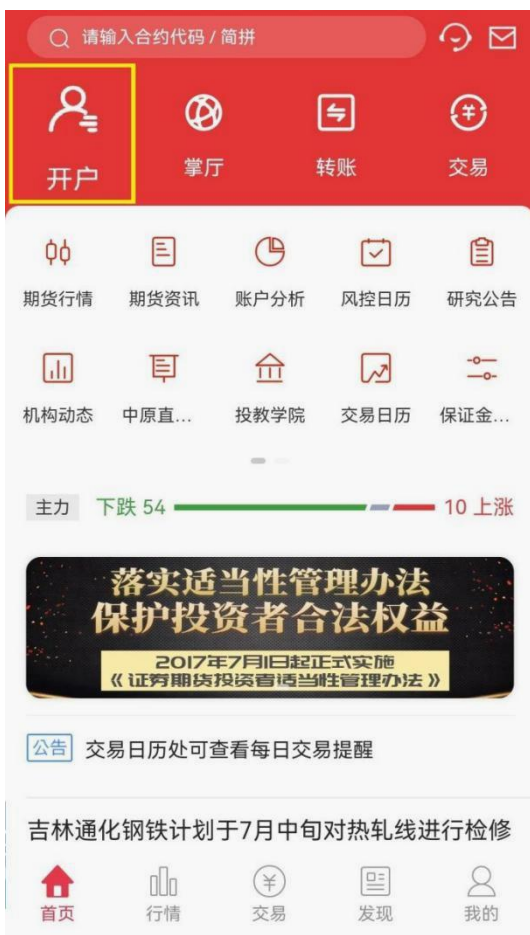 请输入合约代码 / 简拼
开户 掌厅 转账 交易
期货行情 期货资讯 账户分析 风控日历 研究公告
机构动态 中原直... 投教学院 交易日历 保证金...
主力 下跌 54 10 上涨
落实适当性管理办法
保护投资者合法权益
2017年7月1日起正式实施
《证券期货投资者适当性管理办法》
公告 交易日历处可查看每日交易提醒
吉林通化钢铁计划于7月中旬对热轧线进行检修
首页 行情 交易 发现 我的